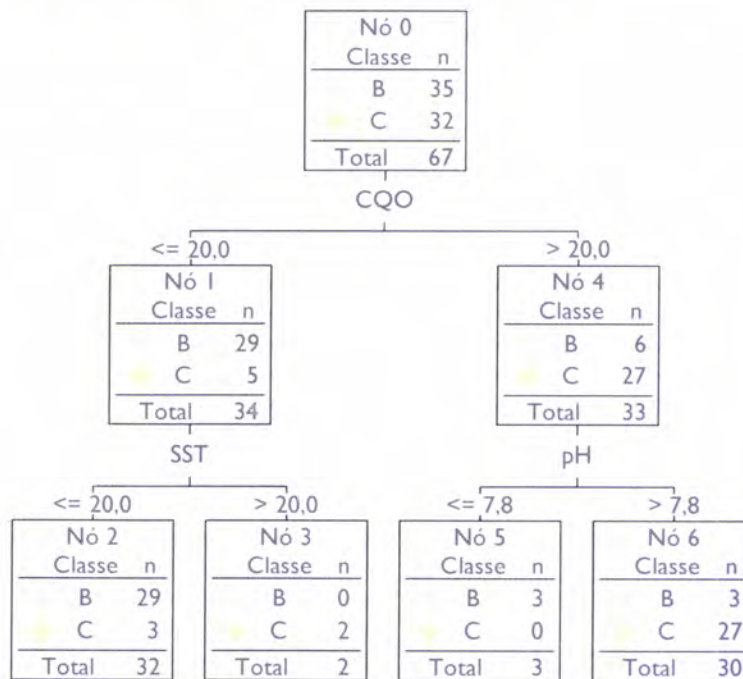 Nó 0
Classe n
B 35
C 32
Total 67
CQO
<= 20,0 > 20,0
Nó 1
Classe n
B 29
C 5
Total 34
Nó 4
Classe n
B 6
C 27
Total 33
SST
pH
<= 20,0 > 20,0
<= 7,8 > 7,8
Nó 2
Classe n
B 29
C 3
Total 32
Nó 3
Classe n
B 0
C 2
Total 2
Nó 5
Classe n
B 3
C 0
Total 3
Nó 6
Classe n
B 3
C 27
Total 30